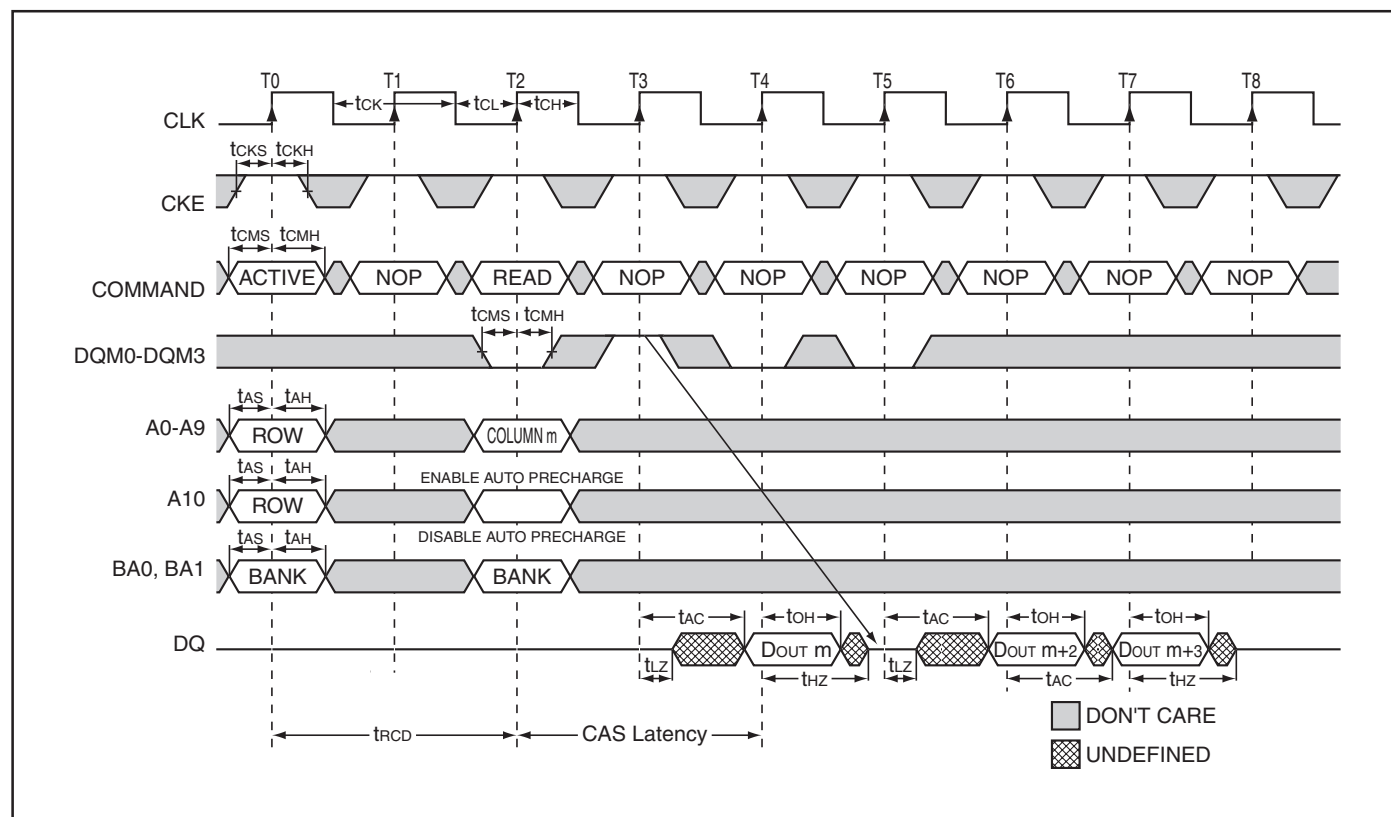 T0 T1 T2 T3 T4 T5 T6 T7 T8
tCK tCL tCH
CLK
tCKS tCKH
CKE
tCMS tCMH
COMMAND ACTIVE NOP READ NOP NOP NOP NOP NOP NOP
tCMS tCMH
DQM0-DQM3
tAS tAH
A0-A9 ROW COLUMN m
tAS tAH ENABLE AUTO PRECHARGE
A10 ROW
tAS tAH DISABLE AUTO PRECHARGE
BA0, BA1 BANK BANK
tAC tOH tAC tOH tOH
DQ DOUT m DOUT m+2 DOUT m+3
tLZ tHZ tLZ tAC tHZ
tRCD CAS Latency
DON'T CARE
UNDEFINED